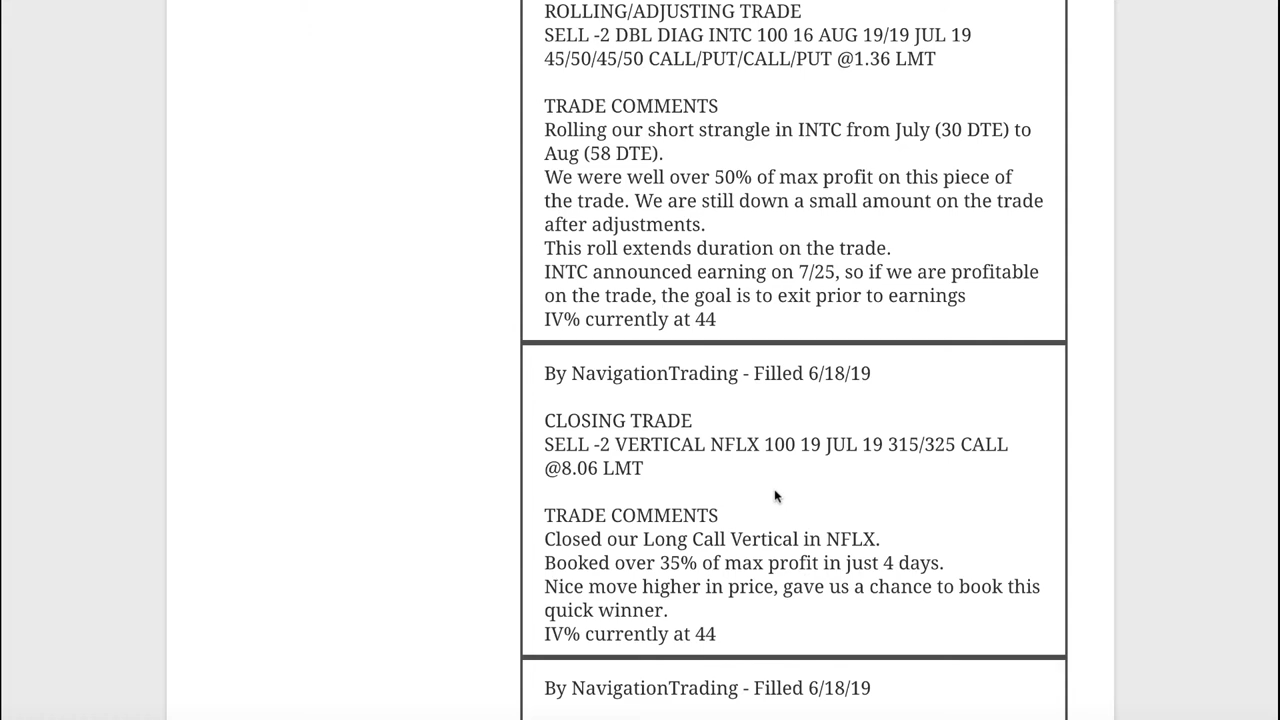 ROLLING/ADJUSTING TRADE
SELL -2 DBL DIAG INTC 100 16 AUG 19/19 JUL 19
45/50/45/50 CALL/PUT/CALL/PUT @1.36 LMT
TRADE COMMENTS
Rolling our short strangle in INTC from July (30 DTE) to
Aug (58 DTE).
We were well over 50% of max profit on this piece of
the trade. We are still down a small amount on the trade
after adjustments.
This roll extends duration on the trade.
INTC announced earning on 7/25, so if we are profitable
on the trade, the goal is to exit prior to earnings
IV% currently at 44
By NavigationTrading - Filled 6/18/19
CLOSING TRADE
SELL -2 VERTICAL NFLX 100 19 JUL 19 315/325 CALL
@8.06 LMT
TRADE COMMENTS
Closed our Long Call Vertical in NFLX.
Booked over 35% of max profit in just 4 days.
Nice move higher in price, gave us a chance to book this
quick winner.
IV% currently at 44
By NavigationTrading - Filled 6/18/19